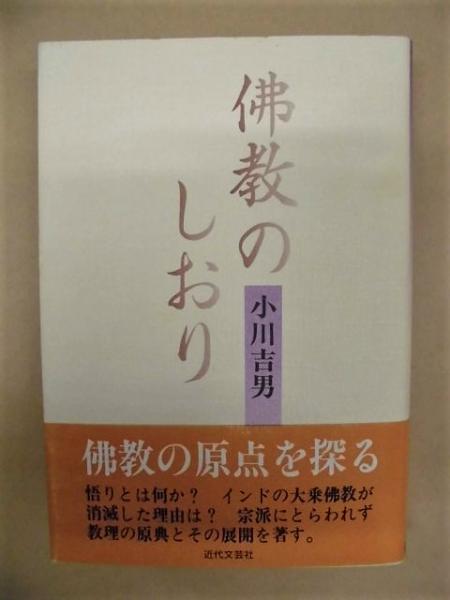 佛教の
しおり
小川吉男
佛教の原点を探る
悟りとは何か？　インドの大乗佛教が
消滅した理由は？　宗派にとらわれず
教理の原典とその展開を著す。
近代文芸社